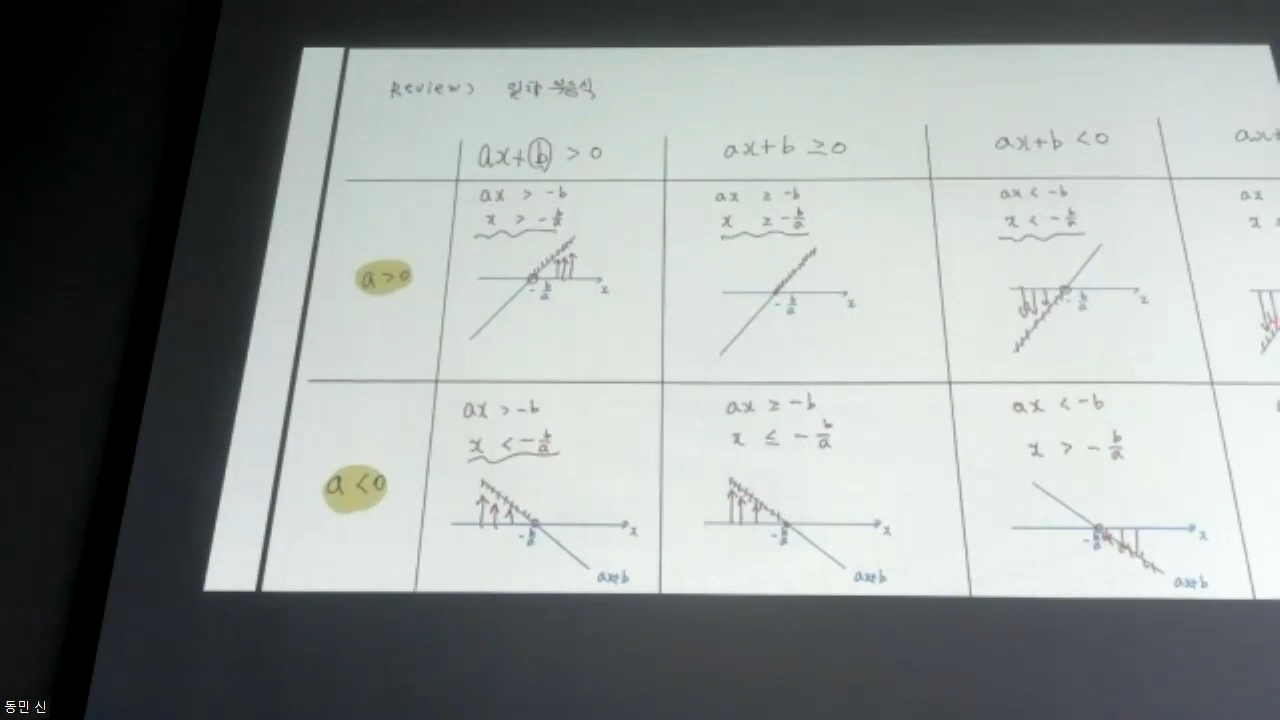 Review> 일차 부등식
ax+b > 0
ax+b ≥0
ax+b <0
a>0
ax > -b
x > -b/a
-b/a
x
ax ≥ -b
x ≥ -b/a
-b/a
x
ax < -b
x < -b/a
-b/a
x
ax
x
a<0
ax > -b
x < -b/a
-b/a
x
ax+b
ax ≥ -b
x ≤ -b/a
-b/a
x
ax+b
ax < -b
x > -b/a
-b/a
x
ax+b
동민 신